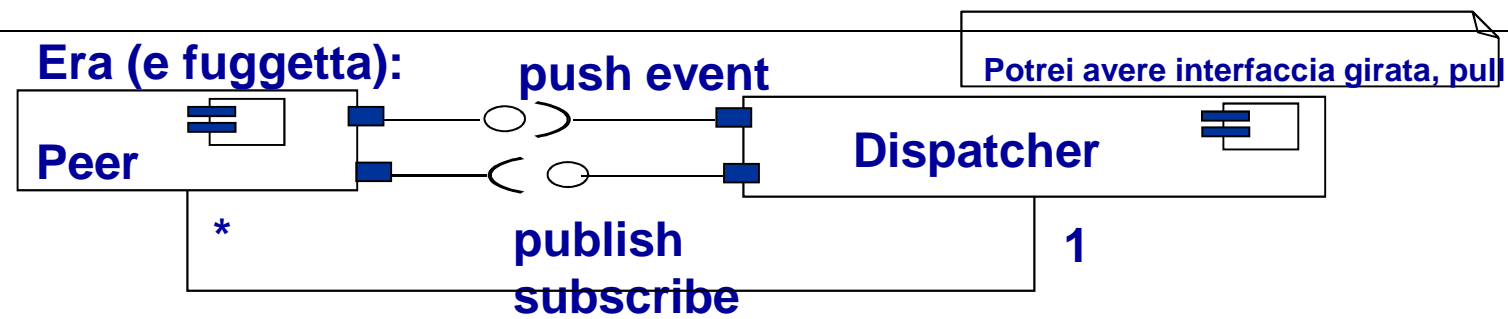 Era (e fuggetta):
push event
Potrei avere interfaccia girata, pull
Peer
Dispatcher
*
publish
subscribe
1